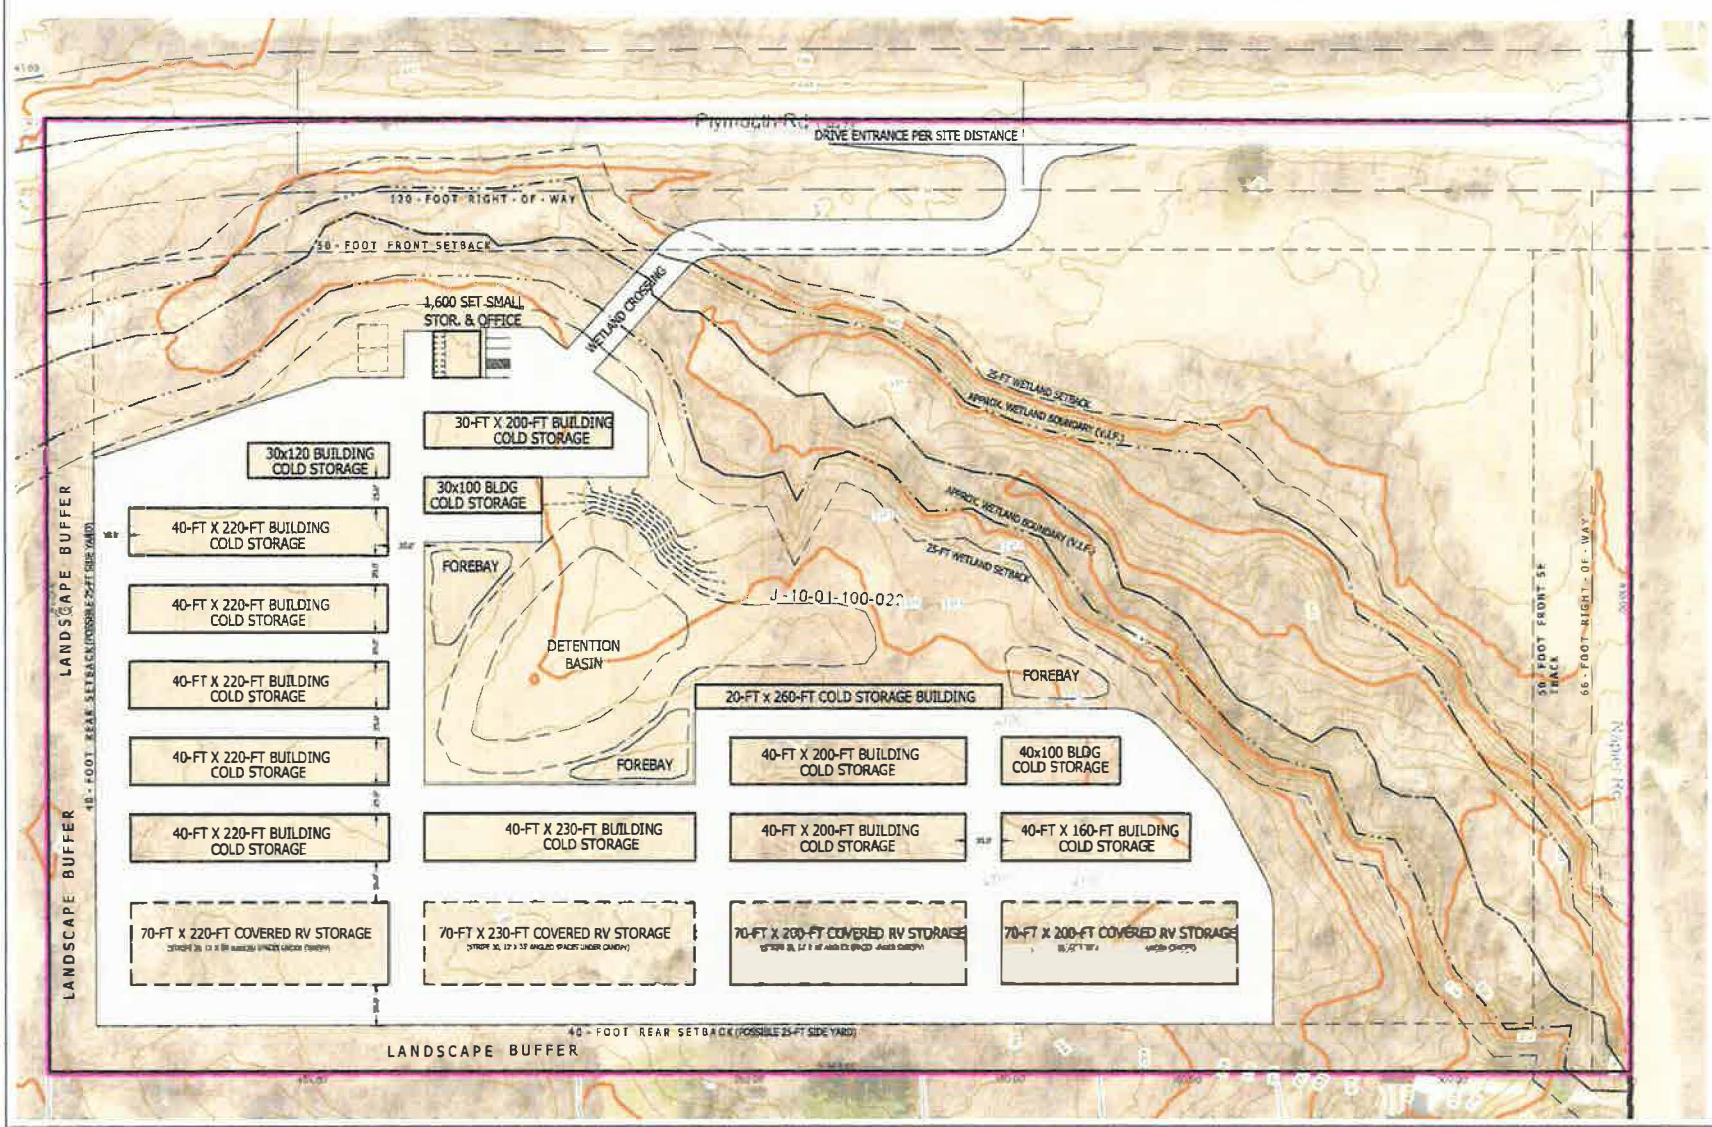 Plymouth Rd
DRIVE ENTRANCE PER SITE DISTANCE
120 - FOOT RIGHT - OF - WAY
50 - FOOT FRONT SETBACK
WETLAND CROSSING
1,600 SET SMALL
STOR. & OFFICE
25-FT WETLAND SETBACK
APPROX. WETLAND BOUNDARY (V.I.F.)
30-FT X 200-FT BUILDING
COLD STORAGE
30x120 BUILDING
COLD STORAGE
30x100 BLDG
COLD STORAGE
APPROX. WETLAND BOUNDARY (V.I.F.)
25-FT WETLAND SETBACK
LANDSCAPE BUFFER
40 - FOOT REAR SETBACK (POSSIBLE 25-FT SIDE YARD)
40-FT X 220-FT BUILDING
COLD STORAGE
FOREBAY
40-FT X 220-FT BUILDING
COLD STORAGE
J-10-01-100-022
DETENTION
BASIN
40-FT X 220-FT BUILDING
COLD STORAGE
FOREBAY
20-FT X 260-FT COLD STORAGE BUILDING
50-FOOT FRONT SE
TBACK
66 - FOOT RIGHT - OF - WAY
Napier Rd
40-FT X 220-FT BUILDING
COLD STORAGE
FOREBAY
40-FT X 200-FT BUILDING
COLD STORAGE
40x100 BLDG
COLD STORAGE
LANDSCAPE BUFFER
40-FT X 220-FT BUILDING
COLD STORAGE
40-FT X 230-FT BUILDING
COLD STORAGE
40-FT X 200-FT BUILDING
COLD STORAGE
40-FT X 160-FT BUILDING
COLD STORAGE
70-FT X 220-FT COVERED RV STORAGE
70-FT X 230-FT COVERED RV STORAGE
70-FT X 200-FT COVERED RV STORAGE
70-FT X 200-FT COVERED RV STORAGE
40 - FOOT REAR SETBACK (POSSIBLE 25-FT SIDE YARD)
LANDSCAPE BUFFER